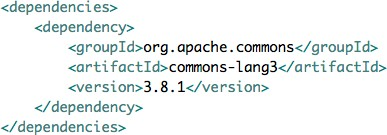 <dependencies>
    <dependency>
        <groupId>org.apache.commons</groupId>
        <artifactId>commons-lang3</artifactId>
        <version>3.8.1</version>
    </dependency>
</dependencies>